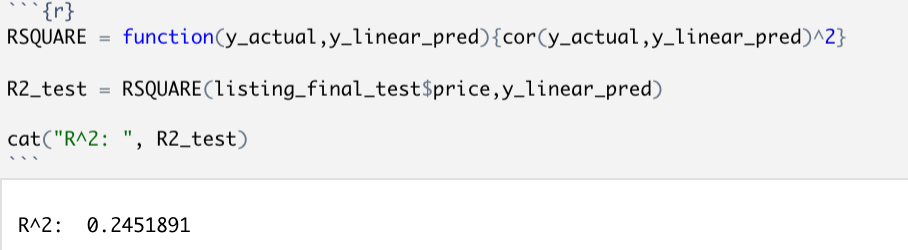 ```{r}
RSQUARE = function(y_actual,y_linear_pred){cor(y_actual,y_linear_pred)^2}
R2_test = RSQUARE(listing_final_test$price,y_linear_pred)
cat("R^2: ", R2_test)
```
R^2:  0.2451891